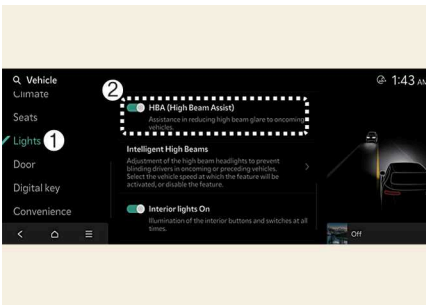 Vehicle
1:43 AM
Climate
Seats
Lights
1
Door
Digital key
Convenience
2
HBA (High Beam Assist)
Assistance in reducing high beam glare to oncoming
vehicles.
Intelligent High Beams
Adjustment of the high beam headlights to prevent
blinding drivers in oncoming or preceding vehicles.
Select the vehicle speed at which the feature will be
activated, or disable the feature.
Interior lights On
Illumination of the interior buttons and switches at all
times.
Off